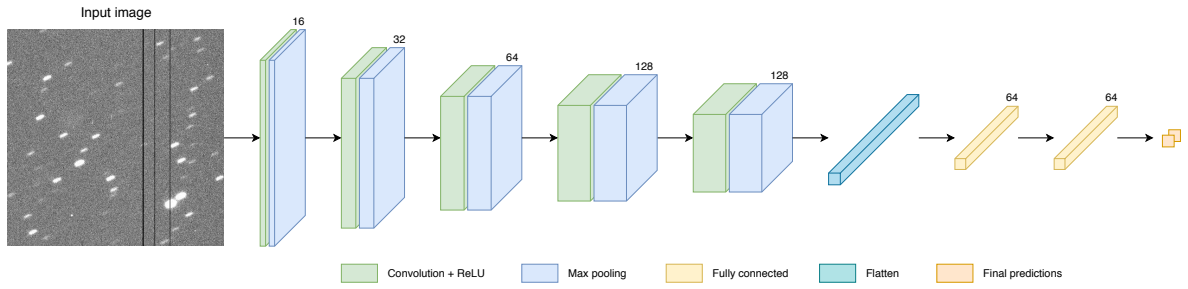 Input image
16
32
64
128
128
64
64
Convolution + ReLU
Max pooling
Fully connected
Flatten
Final predictions